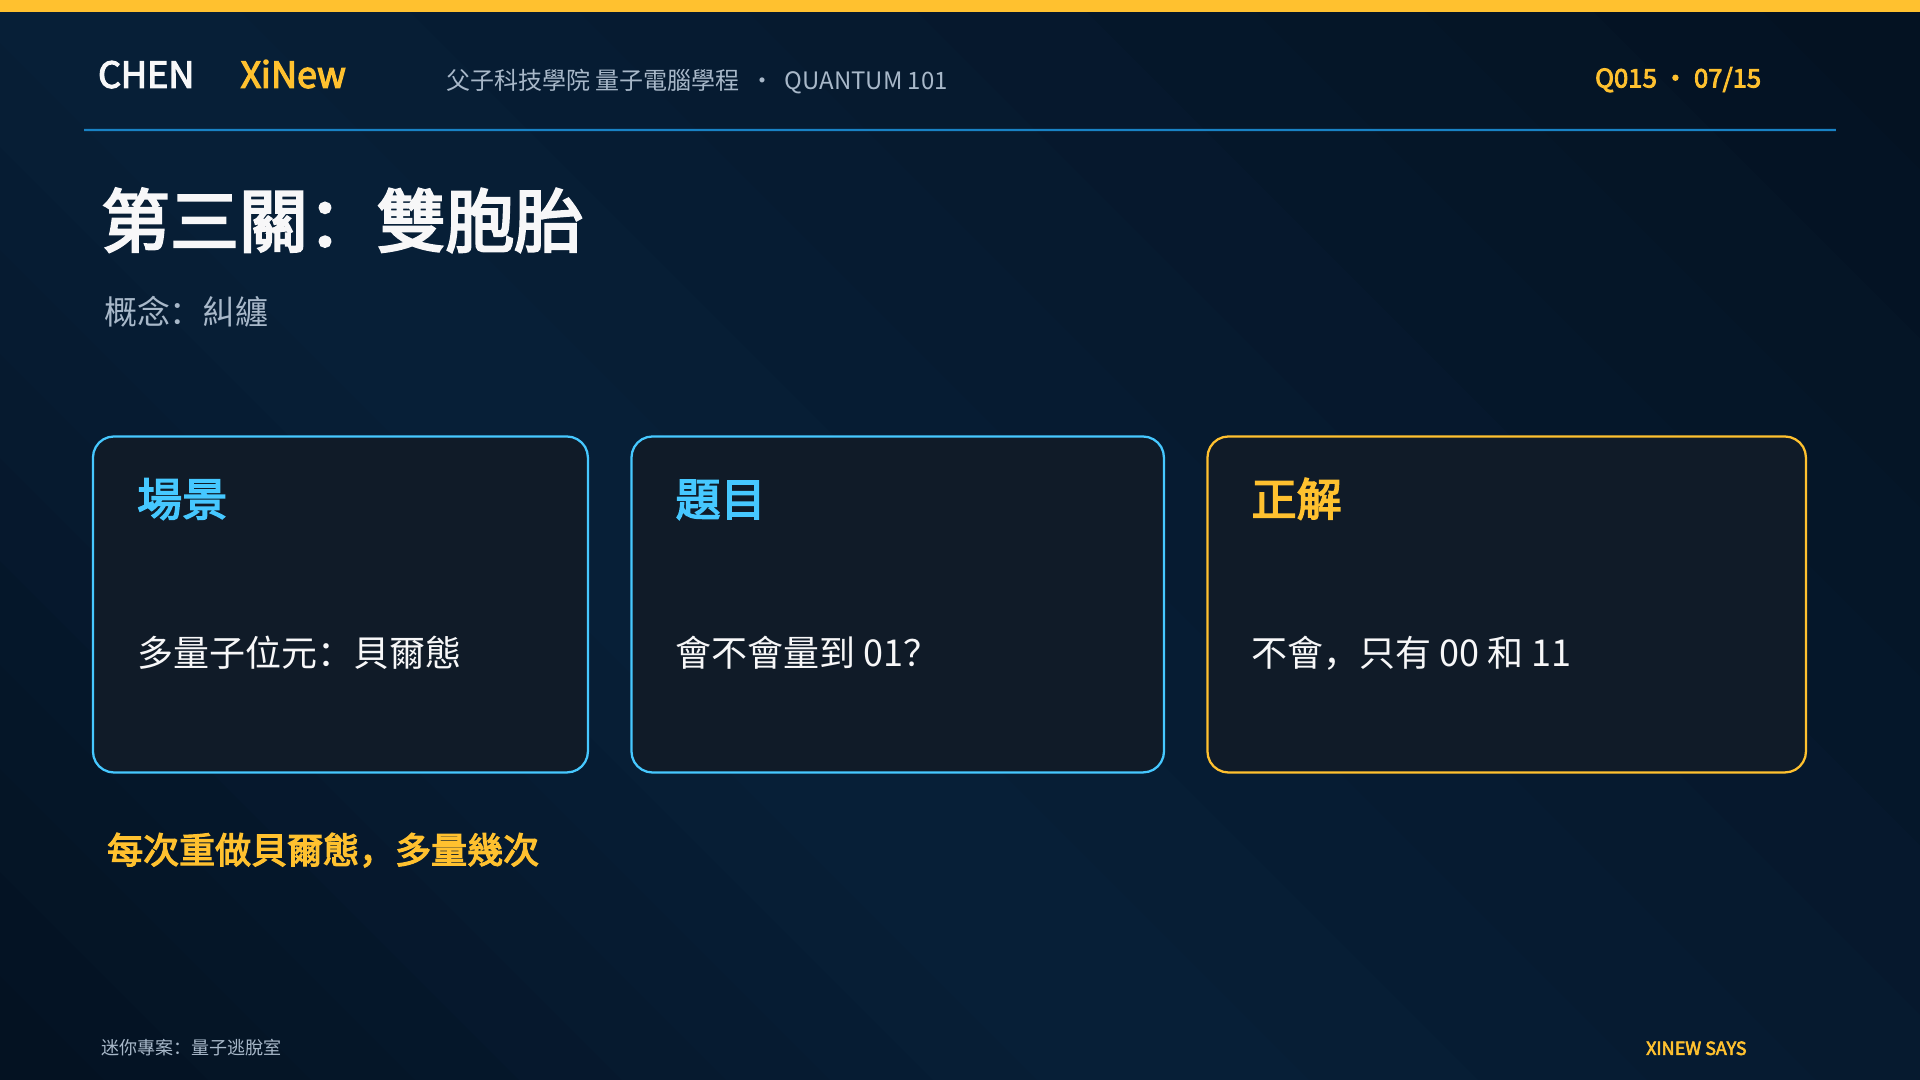 CHEN XiNew 父子科技學院 量子電腦學程 · QUANTUM 101 Q015 · 07/15
第三關：雙胞胎
概念：糾纏
場景
多量子位元：貝爾態
題目
會不會量到 01？
正解
不會，只有 00 和 11
每次重做貝爾態，多量幾次
迷你專案：量子逃脫室
XINEW SAYS